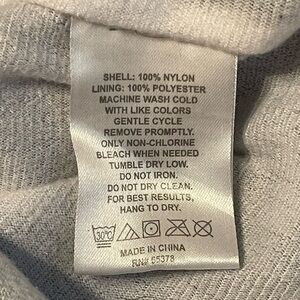 SHELL: 100% NYLON
LINING: 100% POLYESTER
MACHINE WASH COLD
WITH LIKE COLORS
GENTLE CYCLE
REMOVE PROMPTLY.
ONLY NON-CHLORINE
BLEACH WHEN NEEDED
TUMBLE DRY LOW.
DO NOT IRON.
DO NOT DRY CLEAN.
FOR BEST RESULTS,
HANG TO DRY.
30°C
MADE IN CHINA
RN# 65378